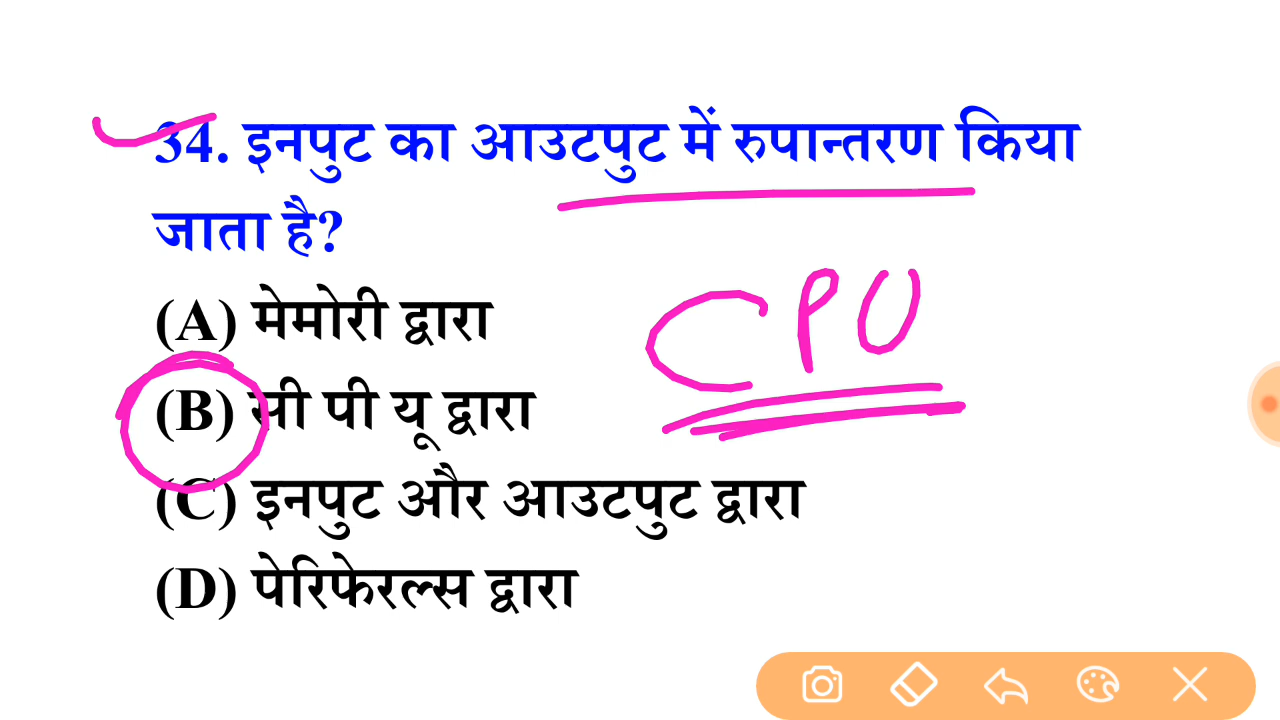 34. इनपुट का आउटपुट में रुपान्तरण किया
जाता है?
(A) मेमोरी द्वारा
CPU
(B) सी पी यू द्वारा
(C) इनपुट और आउटपुट द्वारा
(D) पेरिफेरल्स द्वारा